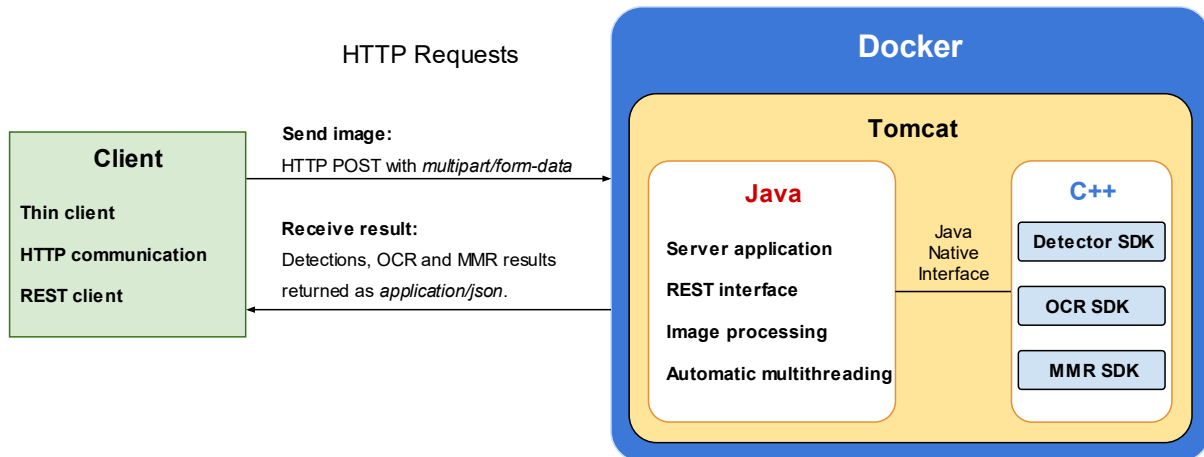 HTTP Requests
Client
Thin client
HTTP communication
REST client
Send image:
HTTP POST with multipart/form-data
Receive result:
Detections, OCR and MMR results
returned as application/json.
Docker
Tomcat
Java
Server application
REST interface
Image processing
Automatic multithreading
Java
Native
Interface
C++
Detector SDK
OCR SDK
MMR SDK